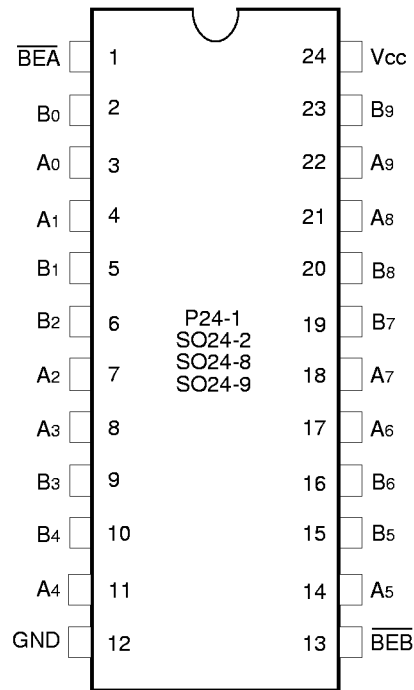 B̅E̅A̅ 1 24 Vcc
B0 2 23 B9
A0 3 22 A9
A1 4 21 A8
B1 5 20 B8
B2 6 19 B7
P24-1
SO24-2
SO24-8
SO24-9
A2 7 18 A7
A3 8 17 A6
B3 9 16 B6
B4 10 15 B5
A4 11 14 A5
GND 12 13 B̅E̅B̅